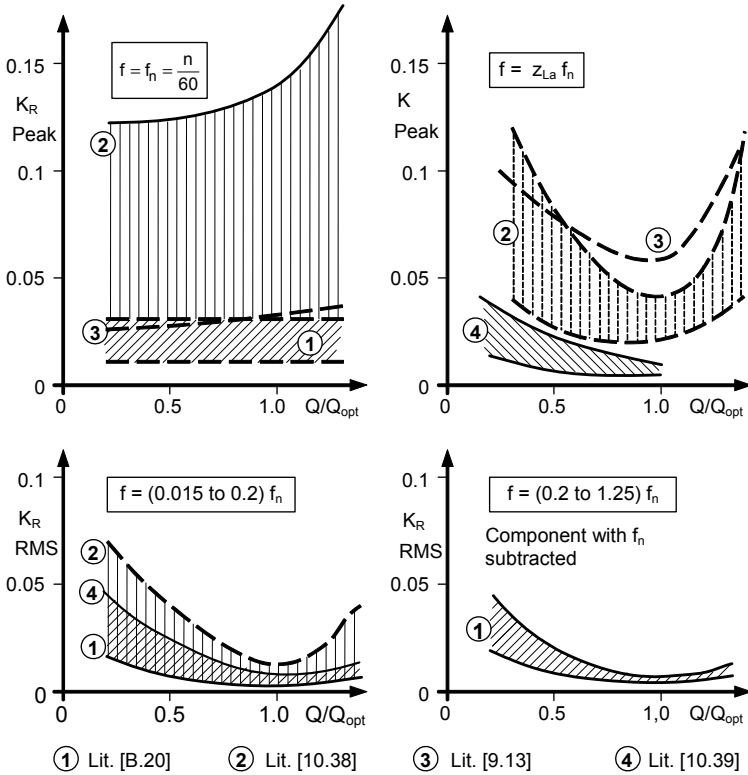 0.15
K_R
Peak
0.1
0.05
0
f = f_n = n/60
2
3
1
0
0.5
1.0
Q/Q_opt
0.15
K
Peak
0.1
0.05
0
f = z_La f_n
2
3
4
0
0.5
1.0
Q/Q_opt
0.1
K_R
RMS
0.05
0
f = (0.015 to 0.2) f_n
2
4
1
0
0.5
1.0
Q/Q_opt
0.1
K_R
RMS
0.05
0
f = (0.2 to 1.25) f_n
Component with f_n
subtracted
1
0
0.5
1,0
Q/Q_opt
1 Lit. [B.20] 2 Lit. [10.38] 3 Lit. [9.13] 4 Lit. [10.39]